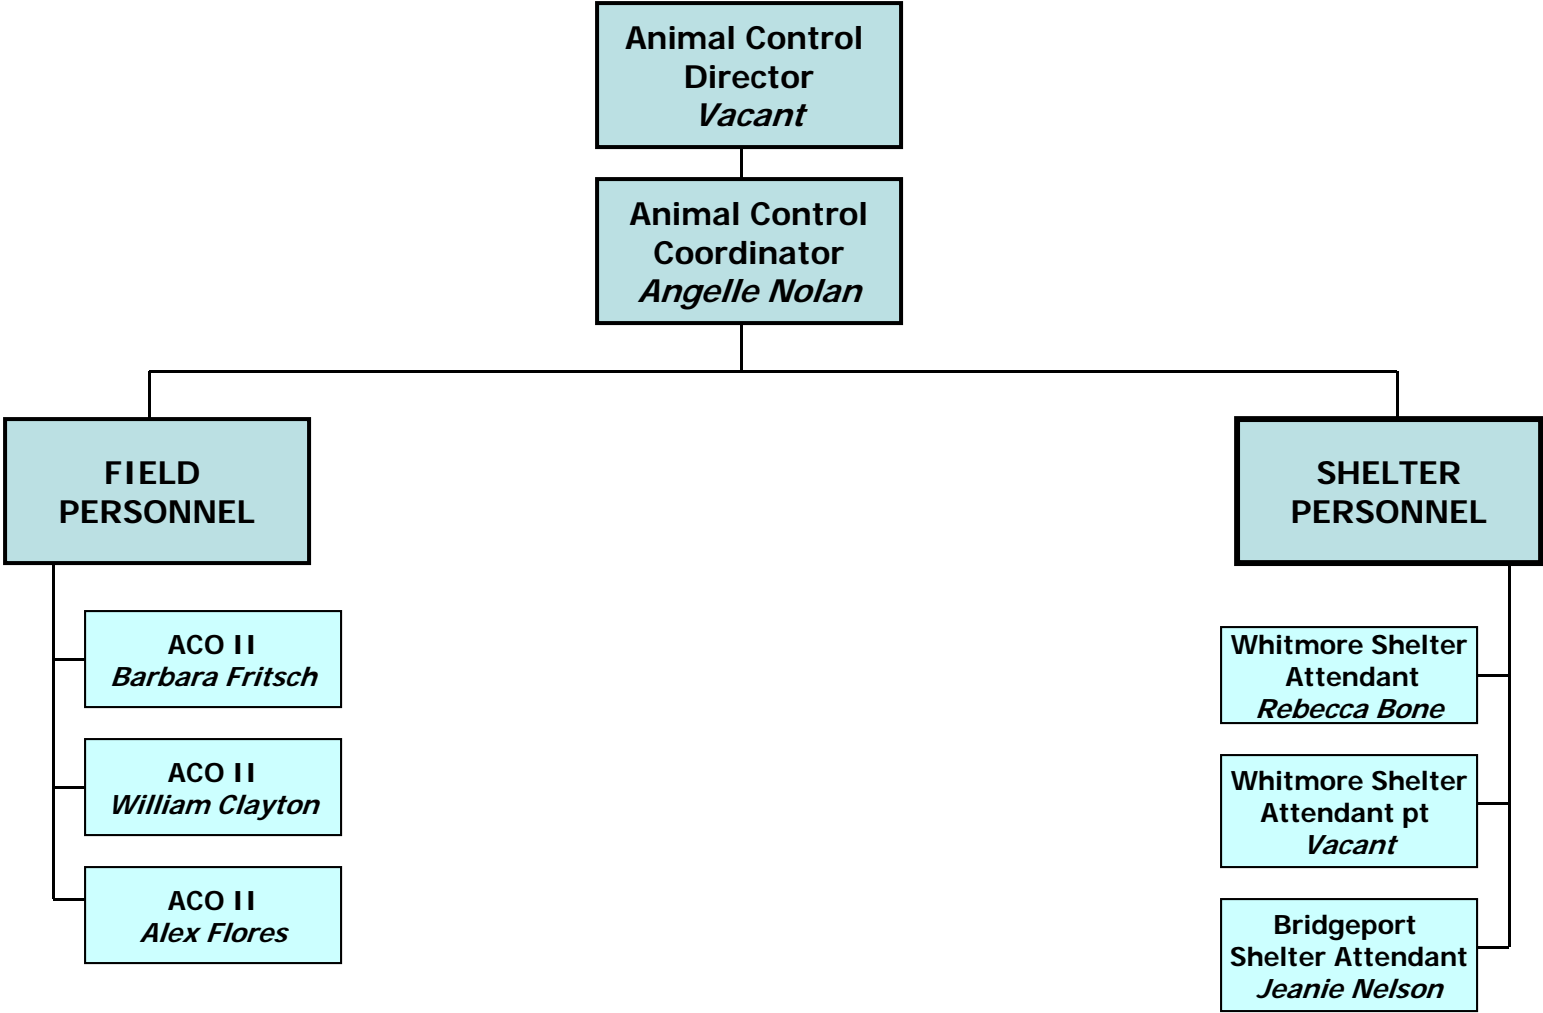 Animal Control
Director
Vacant
Animal Control
Coordinator
Angelle Nolan
FIELD
PERSONNEL
SHELTER
PERSONNEL
ACO II
Barbara Fritsch
ACO II
William Clayton
ACO II
Alex Flores
Whitmore Shelter
Attendant
Rebecca Bone
Whitmore Shelter
Attendant pt
Vacant
Bridgeport
Shelter Attendant
Jeanie Nelson